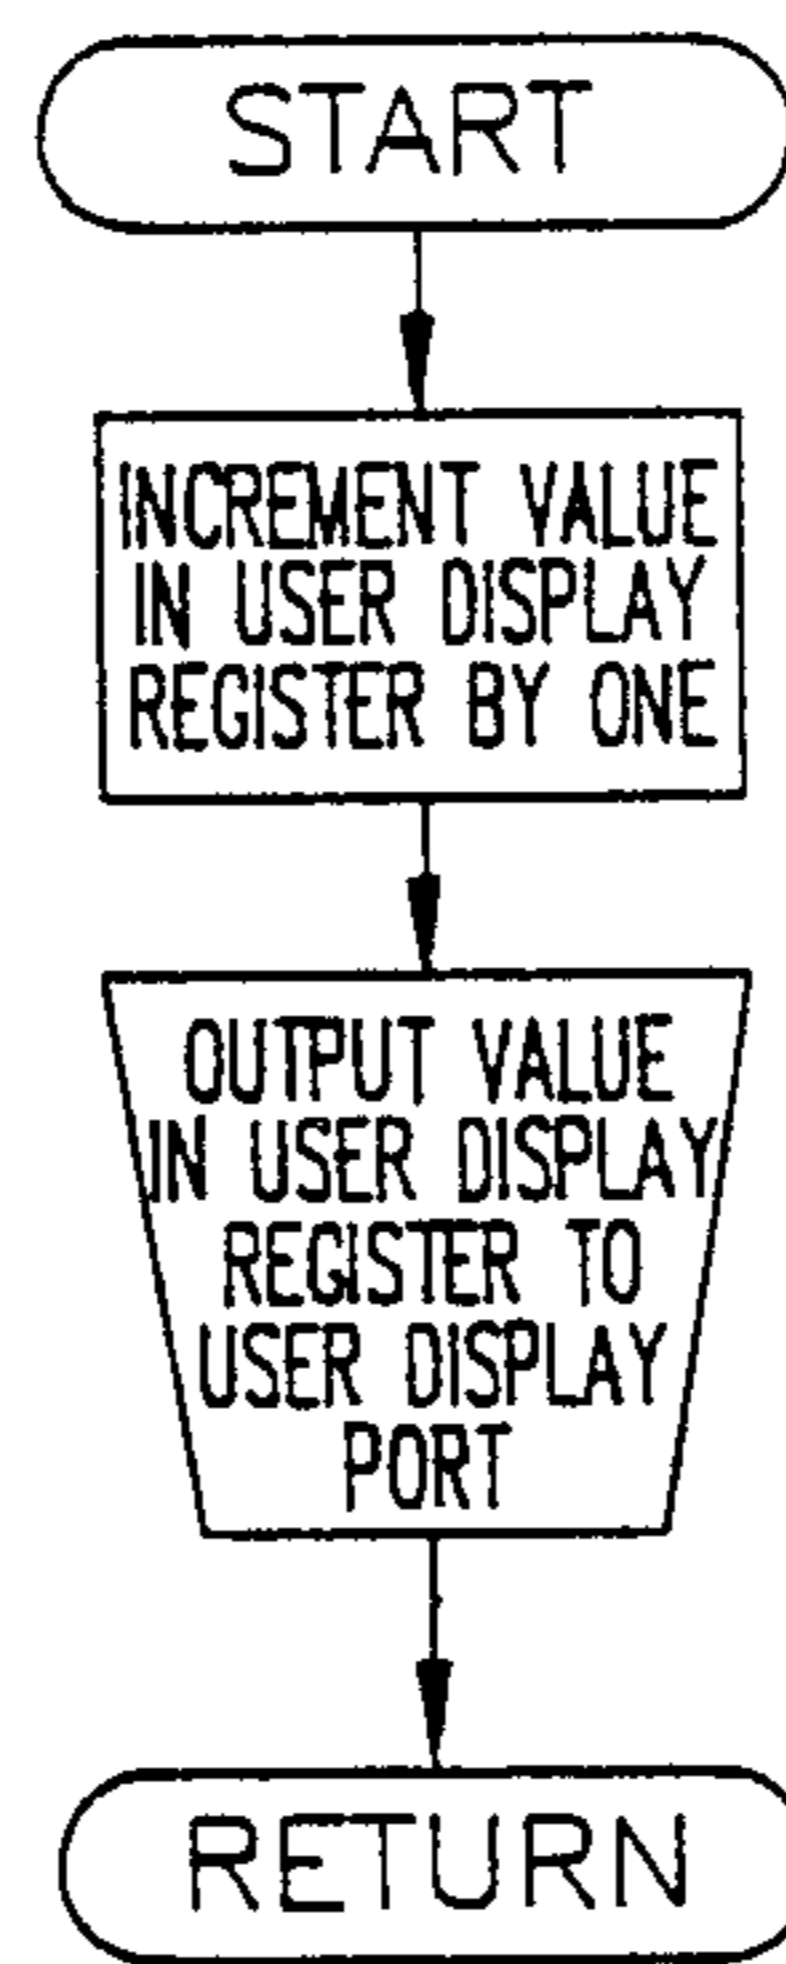 START
INCREMENT VALUE
IN USER DISPLAY
REGISTER BY ONE
OUTPUT VALUE
IN USER DISPLAY
REGISTER TO
USER DISPLAY
PORT
RETURN